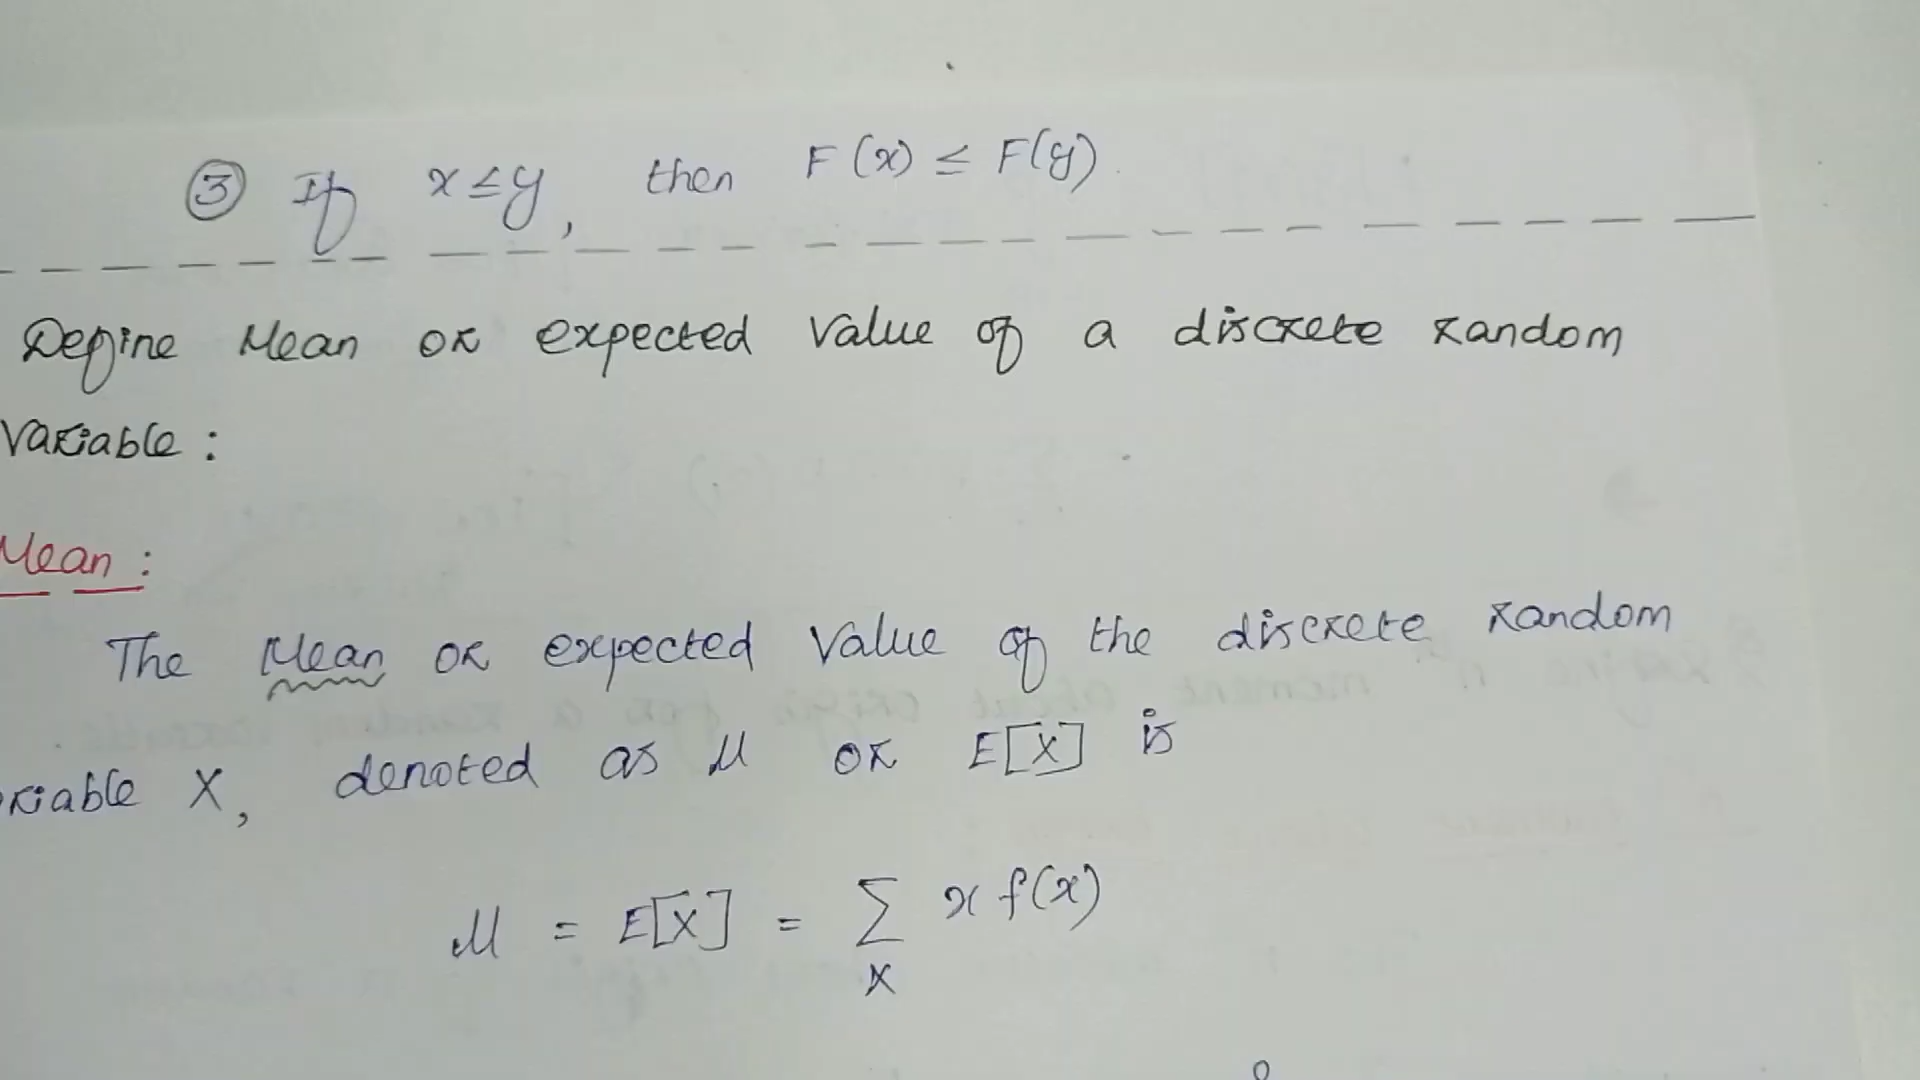 ③ If x ≤ y, then F(x) ≤ F(y)
Define Mean or expected value of a discrete random
variable :
Mean :
The Mean or expected value of the discrete random
riable X, denoted as μ or E[X] is
μ = E[X] = ∑ x f(x)
x